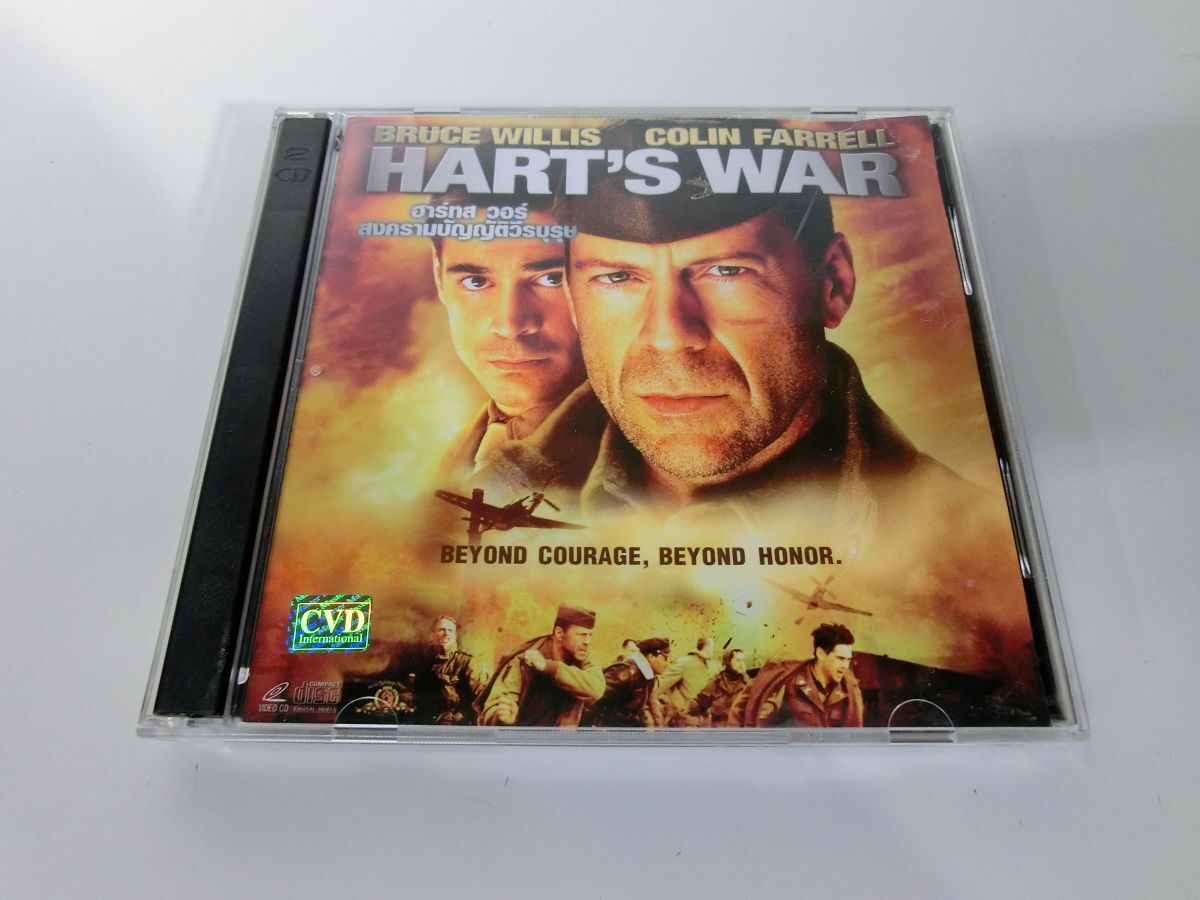 BRUCE WILLIS COLIN FARRELL
HART'S WAR
ฮาร์ทส วอร์
สงครามบัญญัติวีรบุรุษ
BEYOND COURAGE, BEYOND HONOR.
CVD
International
VIDEO CD
COMPACT
disc
DIGITAL VIDEO
2
CD